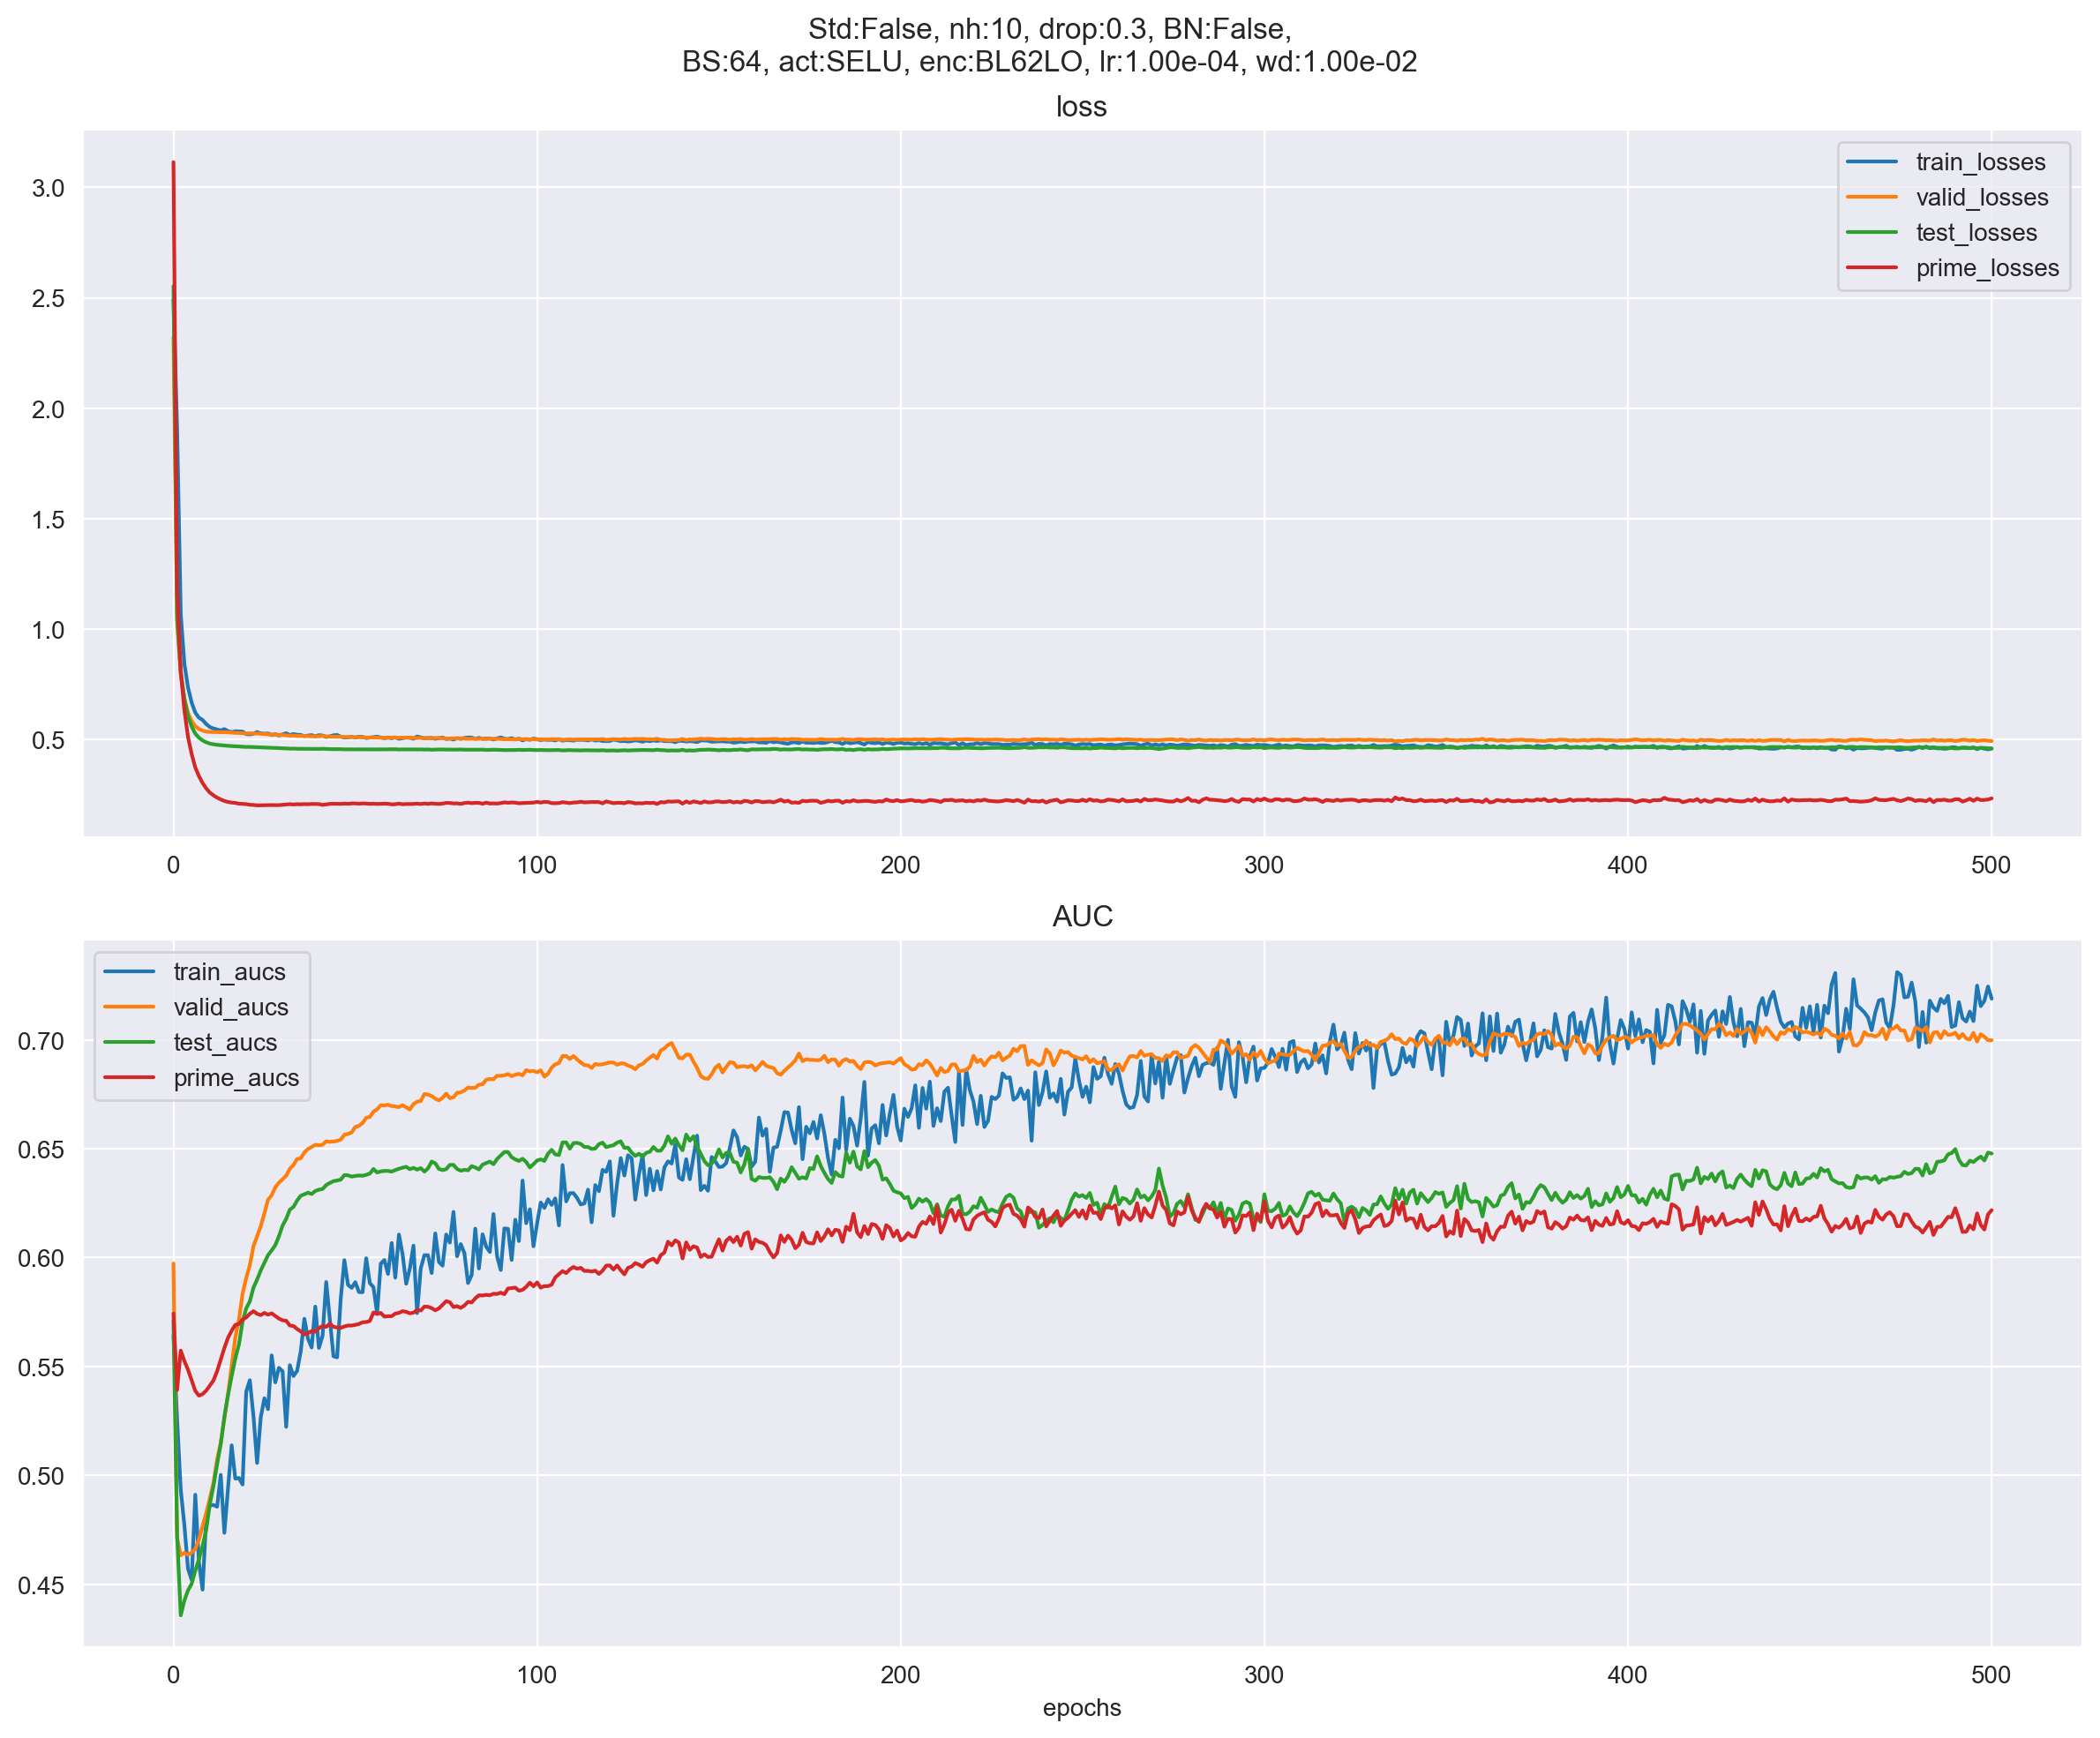 Std:False, nh:10, drop:0.3, BN:False,
BS:64, act:SELU, enc:BL62LO, lr:1.00e-04, wd:1.00e-02
loss
train_losses
valid_losses
test_losses
prime_losses
3.0
2.5
2.0
1.5
1.0
0.5
0 100 200 300 400 500
AUC
train_aucs
valid_aucs
test_aucs
prime_aucs
0.70
0.65
0.60
0.55
0.50
0.45
0 100 200 300 400 500
epochs